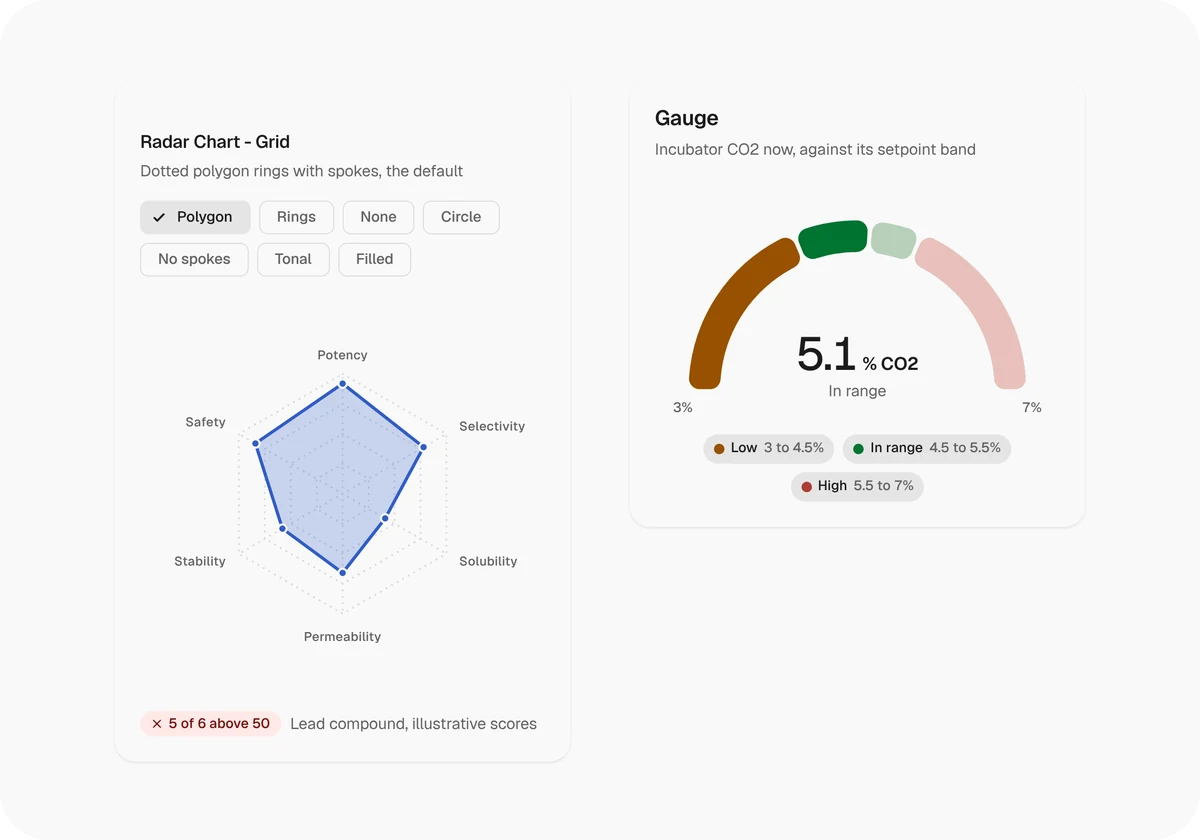 Radar Chart - Grid
Dotted polygon rings with spokes, the default
Polygon
Rings
None
Circle
No spokes
Tonal
Filled
Potency
Safety
Selectivity
Stability
Solubility
Permeability
5 of 6 above 50
Lead compound, illustrative scores
Gauge
Incubator CO2 now, against its setpoint band
5.1 % CO2
In range
3%
7%
Low 3 to 4.5%
In range 4.5 to 5.5%
High 5.5 to 7%